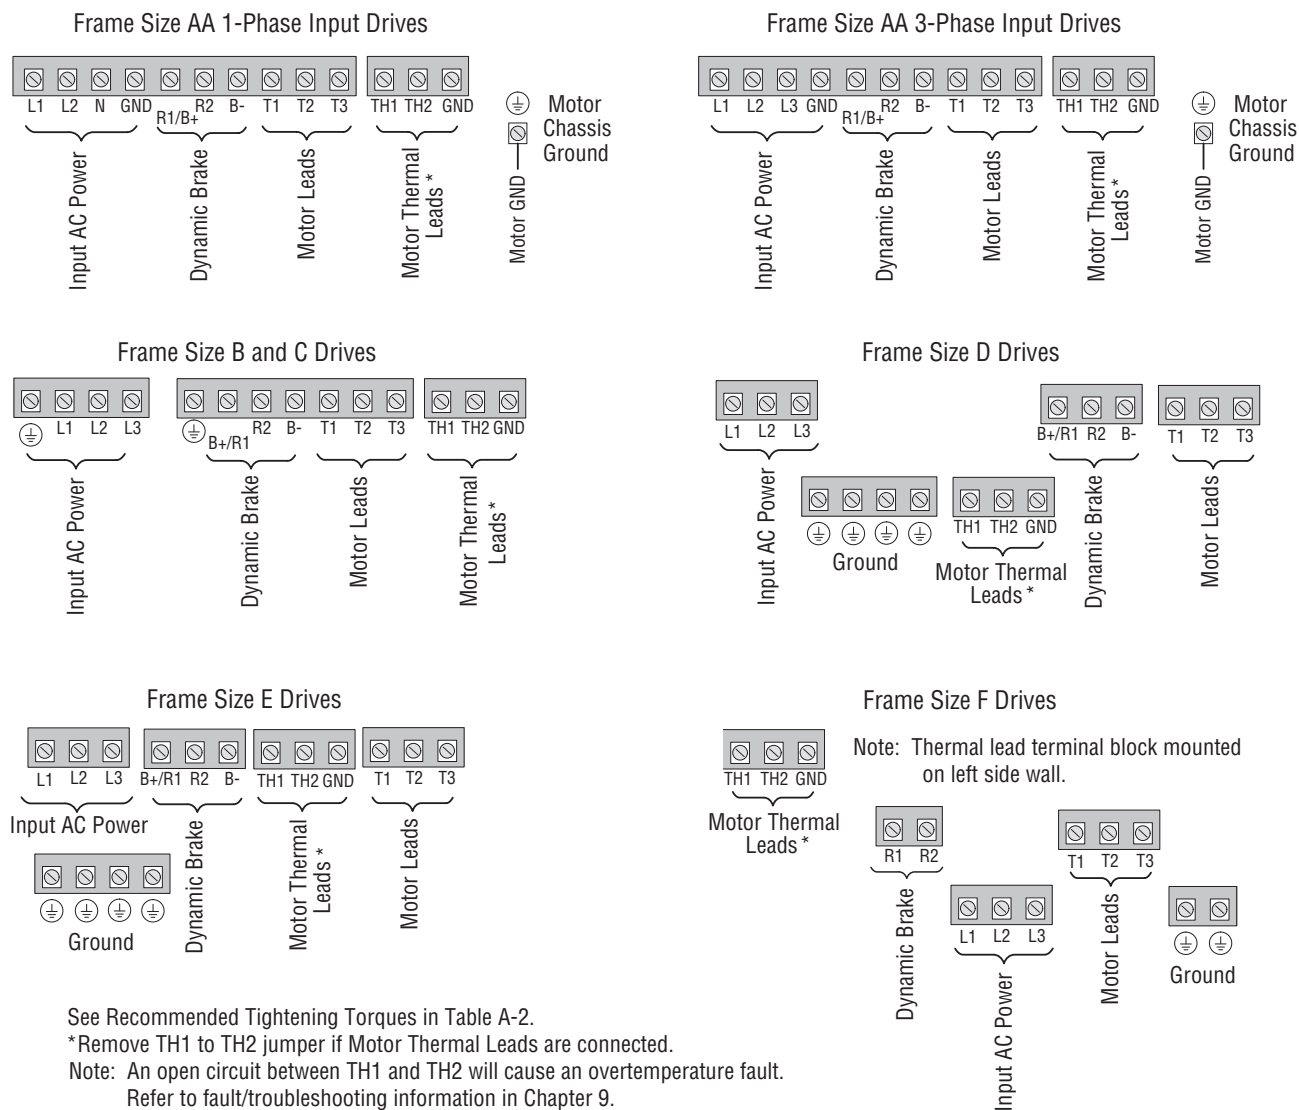 Frame Size AA 1-Phase Input Drives
L1 L2 N GND R1/B+ R2 B- T1 T2 T3 TH1 TH2 GND
Input AC Power
Dynamic Brake
Motor Leads
Motor Thermal
Leads *
Motor GND
Motor
Chassis
Ground
Frame Size AA 3-Phase Input Drives
L1 L2 L3 GND R1/B+ R2 B- T1 T2 T3 TH1 TH2 GND
Input AC Power
Dynamic Brake
Motor Leads
Motor Thermal
Leads *
Motor GND
Motor
Chassis
Ground
Frame Size B and C Drives
L1 L2 L3 B+/R1 R2 B- T1 T2 T3 TH1 TH2 GND
Input AC Power
Dynamic Brake
Motor Leads
Motor Thermal
Leads *
Frame Size D Drives
L1 L2 L3
Input AC Power
Ground
TH1 TH2 GND
Motor Thermal
Leads *
B+/R1 R2 B-
Dynamic Brake
T1 T2 T3
Motor Leads
Frame Size E Drives
L1 L2 L3 B+/R1 R2 B- TH1 TH2 GND T1 T2 T3
Input AC Power
Ground
Dynamic Brake
Motor Thermal
Leads *
Motor Leads
Frame Size F Drives
TH1 TH2 GND
Motor Thermal
Leads *
Note: Thermal lead terminal block mounted
on left side wall.
R1 R2
Dynamic Brake
L1 L2 L3
Input AC Power
T1 T2 T3
Motor Leads
Ground
See Recommended Tightening Torques in Table A-2.
*Remove TH1 to TH2 jumper if Motor Thermal Leads are connected.
Note: An open circuit between TH1 and TH2 will cause an overtemperature fault.
Refer to fault/troubleshooting information in Chapter 9.